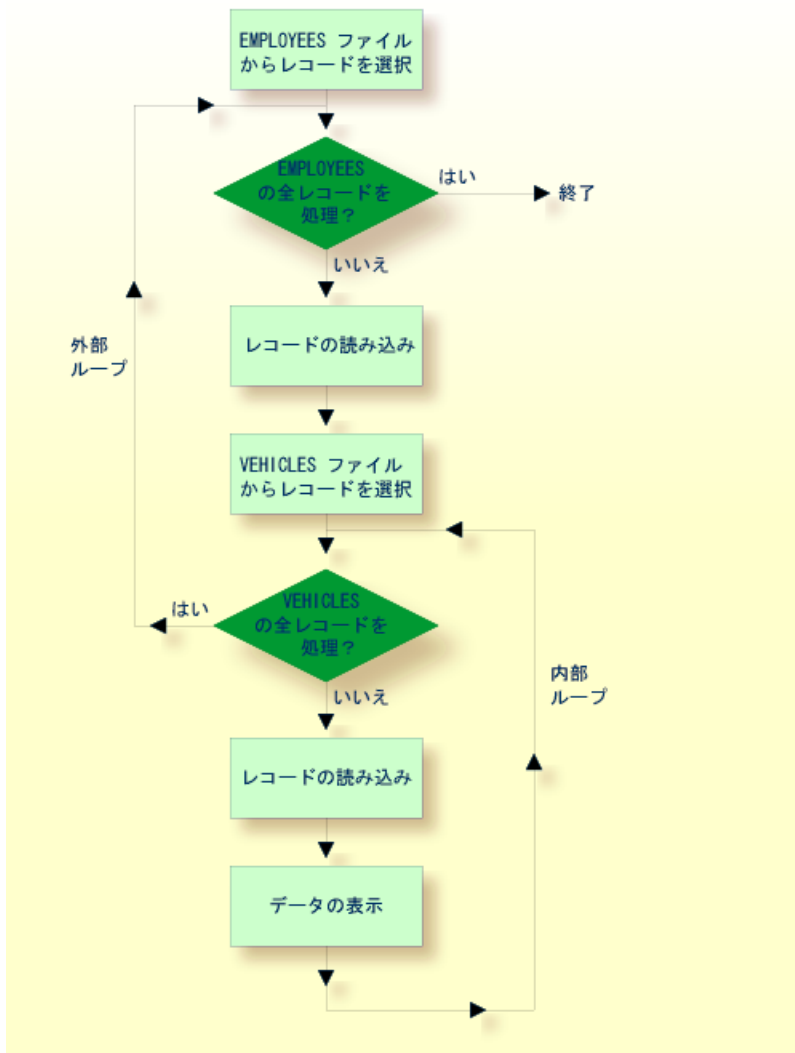 EMPLOYEES ファイル
からレコードを選択
EMPLOYEES
の全レコードを
処理？
はい
終了
いいえ
レコードの読み込み
外部
ループ
VEHICLES ファイル
からレコードを選択
VEHICLES
の全レコードを
処理？
はい
いいえ
内部
ループ
レコードの読み込み
データの表示